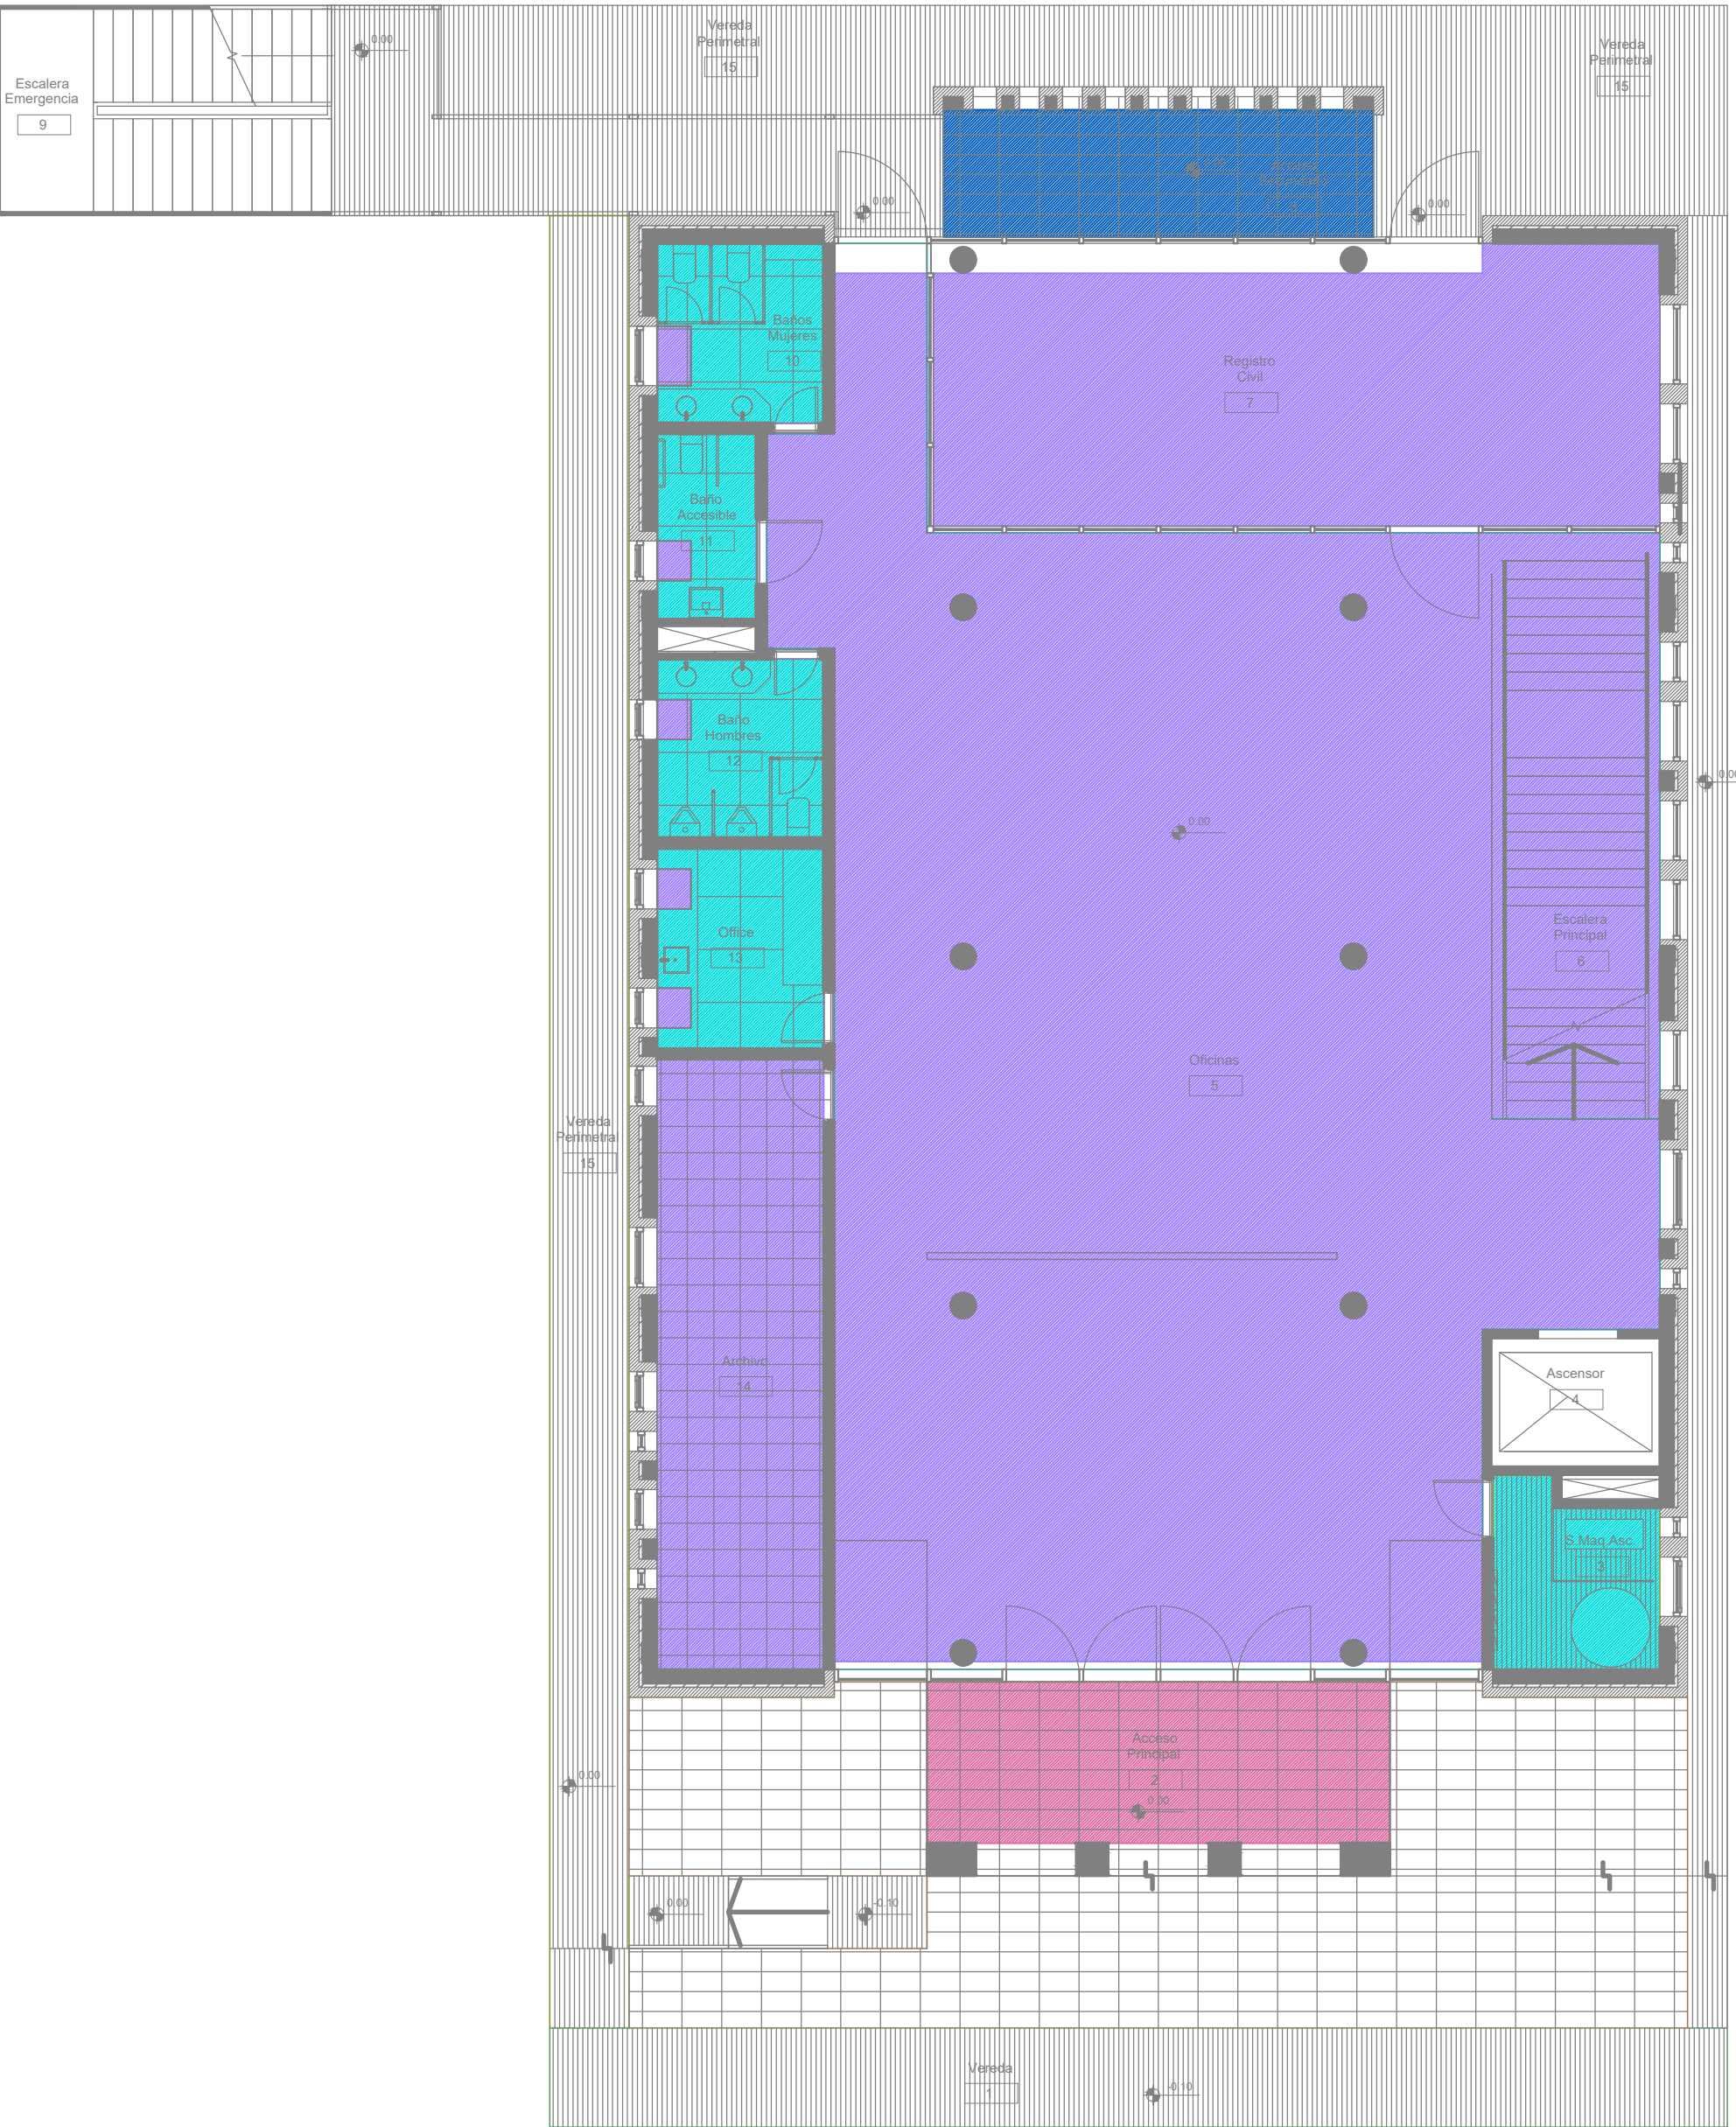 0.00
Vereda
Perimetral
15
Vereda
Perimetral
15
Escalera
Emergencia
9
Acceso
0.00
0.00
Baños
Mujeres
10
Registro
Civil
7
Baño
Accesible
11
Baño
Hombres
12
0.00
0.00
Escalera
Principal
6
Office
13
Oficinas
5
Vereda
Perimetral
15
Archivo
14
Ascensor
4
S.Maq.Asc.
3
Acceso
Principal
2
0.00
0.00
0.00
-0.10
Vereda
1
-0.10